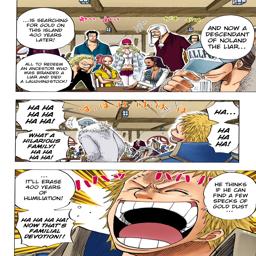 AND NOW A
DESCENDANT
OF NOLAND
THE LIAR...
...IS SEARCHING
FOR GOLD ON
THIS ISLAND
400 YEARS
LATER!
ALL TO REDEEM
AN ANCESTOR
WHO WAS
BRANDED A
LIAR AND DIED
A LAUGHINGSTOCK!
HA...
HA
HA
HA!
HA HA
HA HA
HA HA!
WHAT A
HILARIOUS
FAMILY!
HA HA
HA!
HE THINKS
IF HE CAN
FIND A FEW
SPECKS OF
GOLD DUST
...
...
IT'LL ERASE
400 YEARS OF
HUMILIATION!
HA HA HA HA!
NOW THAT'S
FAMILIAL
DEVOTION!!